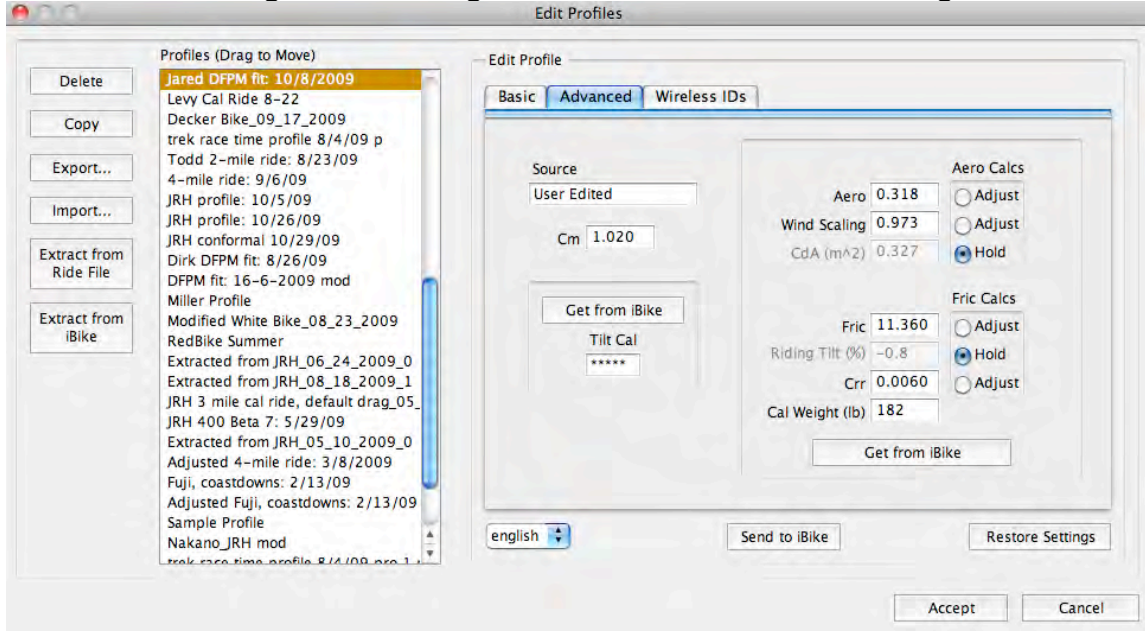 Edit Profiles
Delete
Copy
Export...
Import...
Extract from
Ride File
Extract from
iBike
Profiles (Drag to Move)
Jared DFPM fit: 10/8/2009
Levy Cal Ride 8-22
Decker Bike_09_17_2009
trek race time profile 8/4/09 p
Todd 2-mile ride: 8/23/09
4-mile ride: 9/6/09
JRH profile: 10/5/09
JRH profile: 10/26/09
JRH conformal 10/29/09
Dirk DFPM fit: 8/26/09
DFPM fit: 16-6-2009 mod
Miller Profile
Modified White Bike_08_23_2009
RedBike Summer
Extracted from JRH_06_24_2009_0
Extracted from JRH_08_18_2009_1
JRH 3 mile cal ride, default drag_05_
JRH 400 Beta 7: 5/29/09
Extracted from JRH_05_10_2009_0
Adjusted 4-mile ride: 3/8/2009
Fuji, coastdowns: 2/13/09
Adjusted Fuji, coastdowns: 2/13/09
Sample Profile
Nakano_JRH mod
trek race time profile 8/4/09 pro 1
Edit Profile
Basic Advanced Wireless IDs
Source
User Edited
Cm 1.020
Get from iBike
Tilt Cal
*****
Aero Calcs
Aero 0.318 Adjust
Wind Scaling 0.973 Adjust
CdA (m^2) 0.327 Hold
Fric Calcs
Fric 11.360 Adjust
Riding Tilt (%) -0.8 Hold
Crr 0.0060 Adjust
Cal Weight (lb) 182
Get from iBike
english Send to iBike Restore Settings
Accept Cancel